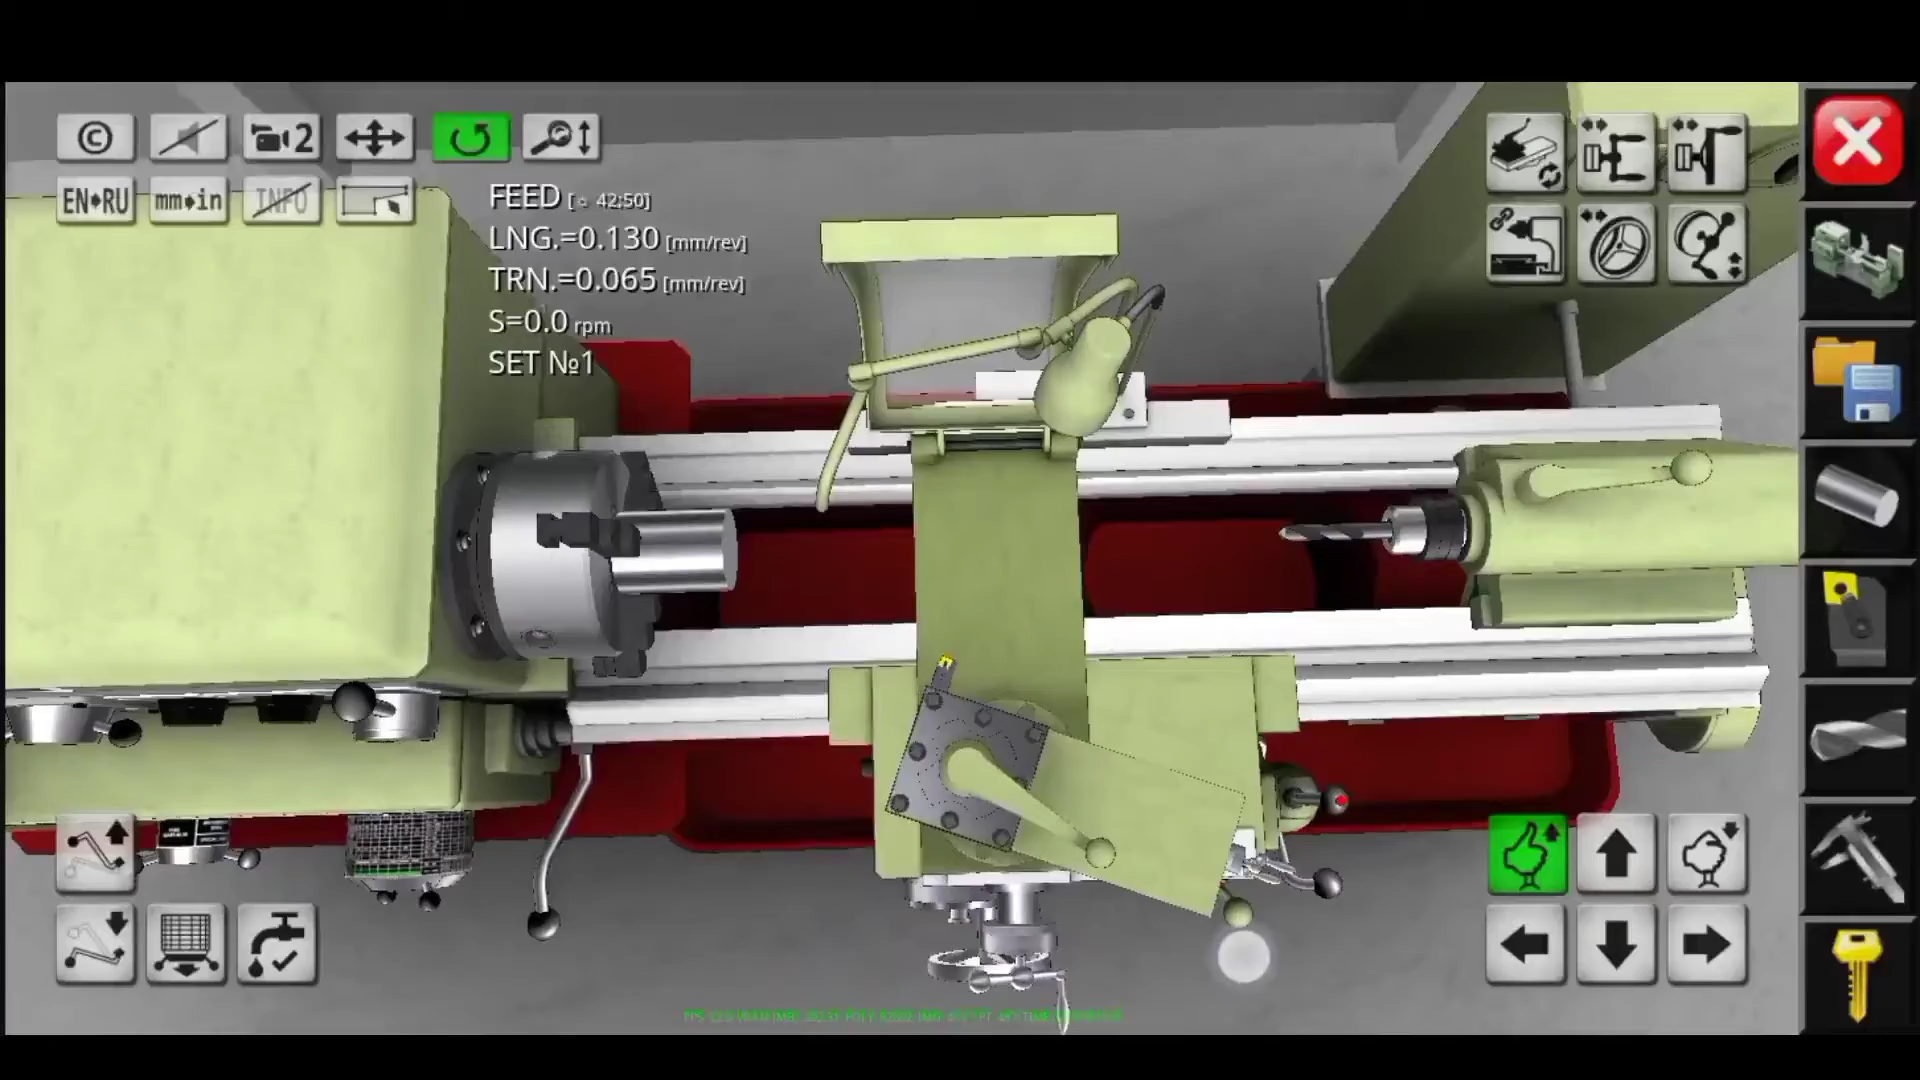 ©
2
EN RU
mm in
INFO
FEED [ 42:50]
LNG.=0.130 [mm/rev]
TRN.=0.065 [mm/rev]
S=0.0 rpm
SET №1